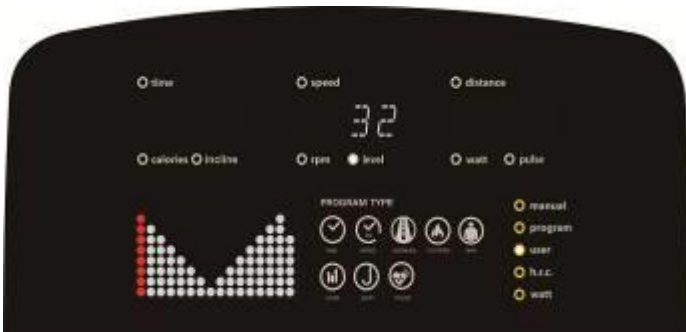 time speed distance
32
calories incline rpm level watt pulse
PROGRAM TYPE
manual
program
user
h.r.c.
watt